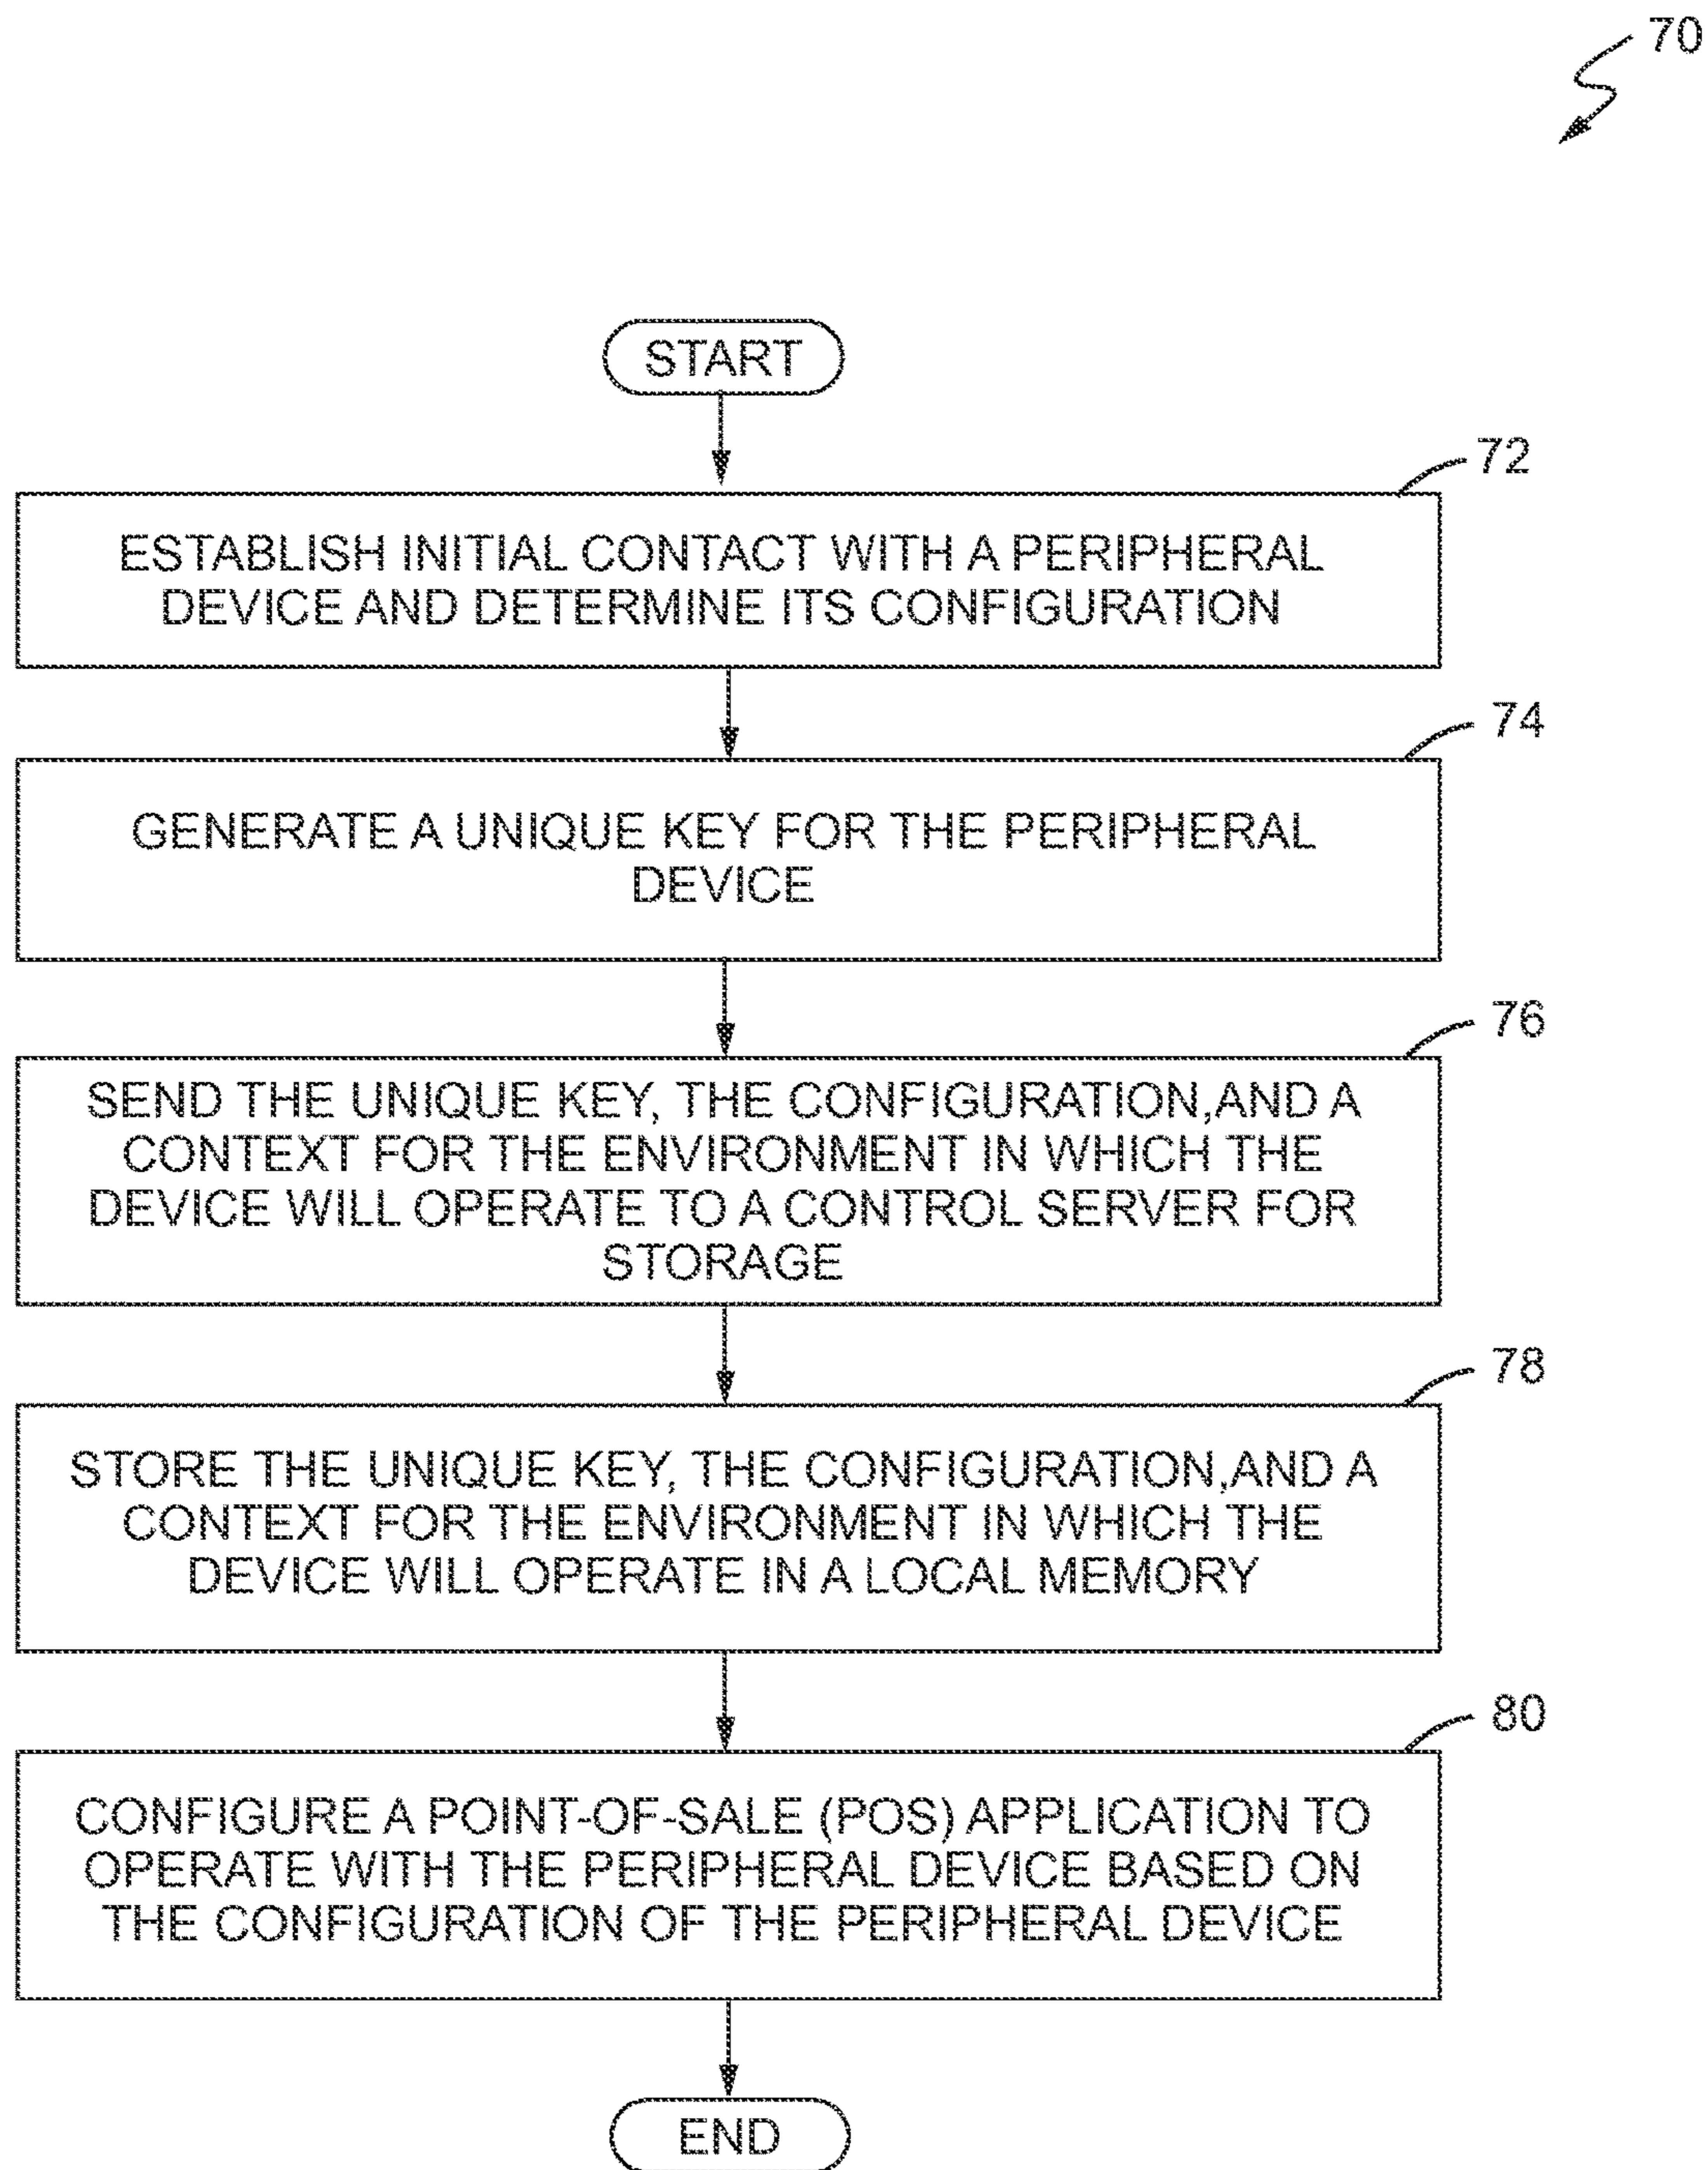 70
START
72
ESTABLISH INITIAL CONTACT WITH A PERIPHERAL
DEVICE AND DETERMINE ITS CONFIGURATION
74
GENERATE A UNIQUE KEY FOR THE PERIPHERAL
DEVICE
76
SEND THE UNIQUE KEY, THE CONFIGURATION,AND A
CONTEXT FOR THE ENVIRONMENT IN WHICH THE
DEVICE WILL OPERATE TO A CONTROL SERVER FOR
STORAGE
78
STORE THE UNIQUE KEY, THE CONFIGURATION,AND A
CONTEXT FOR THE ENVIRONMENT IN WHICH THE
DEVICE WILL OPERATE IN A LOCAL MEMORY
80
CONFIGURE A POINT-OF-SALE (POS) APPLICATION TO
OPERATE WITH THE PERIPHERAL DEVICE BASED ON
THE CONFIGURATION OF THE PERIPHERAL DEVICE
END